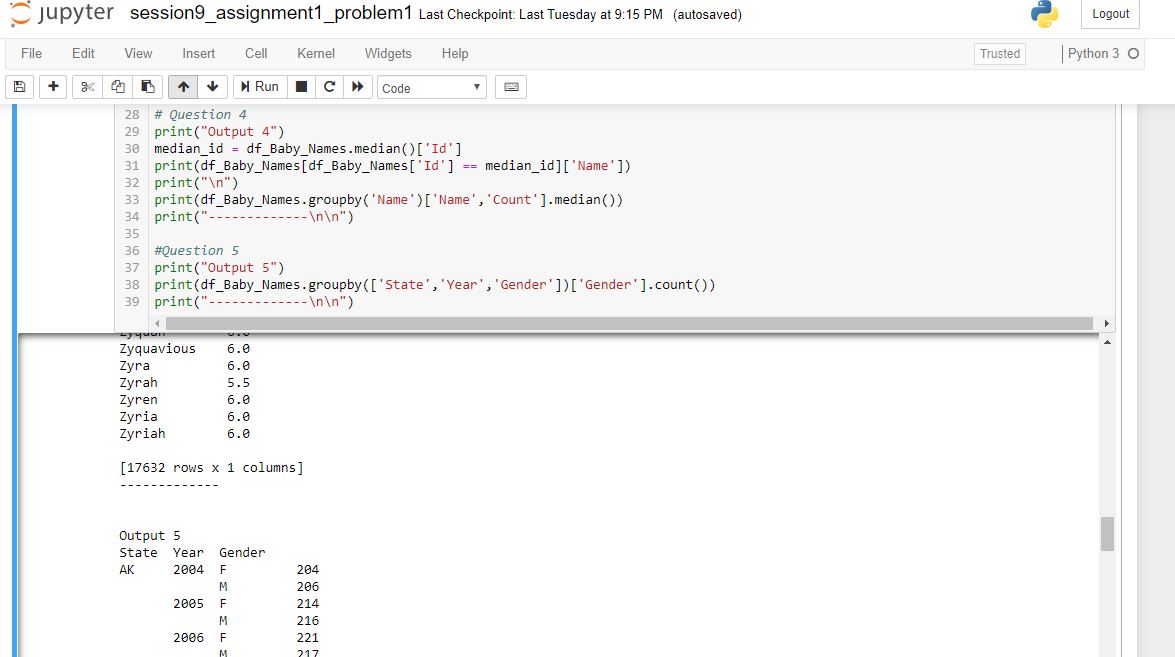 jupyter session9_assignment1_problem1 Last Checkpoint: Last Tuesday at 9:15 PM (autosaved)
Logout
File Edit View Insert Cell Kernel Widgets Help
Trusted
Python 3
Run
Code
28 # Question 4
29 print("Output 4")
30 median_id = df_Baby_Names.median()['Id']
31 print(df_Baby_Names[df_Baby_Names['Id'] == median_id]['Name'])
32 print("\n")
33 print(df_Baby_Names.groupby('Name')['Name','Count'].median())
34 print("-------------\n\n")
35
36 #Question 5
37 print("Output 5")
38 print(df_Baby_Names.groupby(['State','Year','Gender'])['Gender'].count())
39 print("-------------\n\n")
Zyquan 6.0
Zyquavious 6.0
Zyra 6.0
Zyrah 5.5
Zyren 6.0
Zyria 6.0
Zyriah 6.0
[17632 rows x 1 columns]
-------------
Output 5
State Year Gender
AK 2004 F 204
M 206
2005 F 214
M 216
2006 F 221
M 217